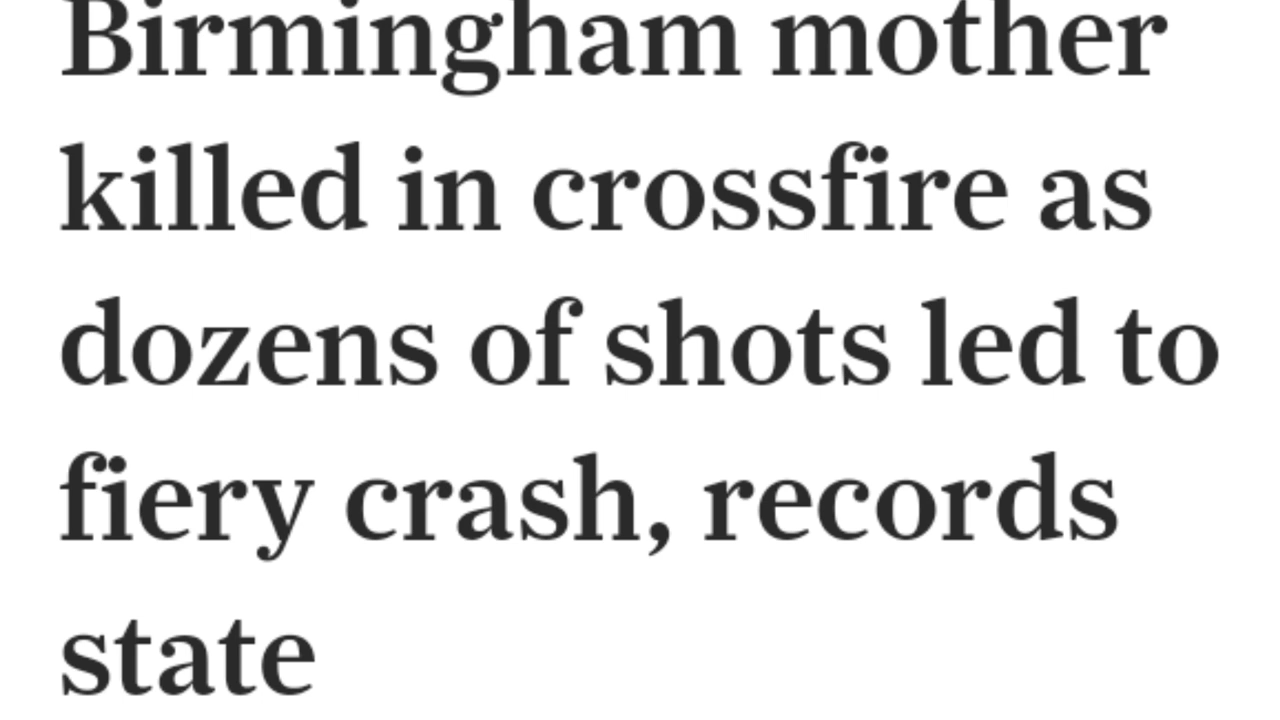 Birmingham mother
killed in crossfire as
dozens of shots led to
fiery crash, records
state